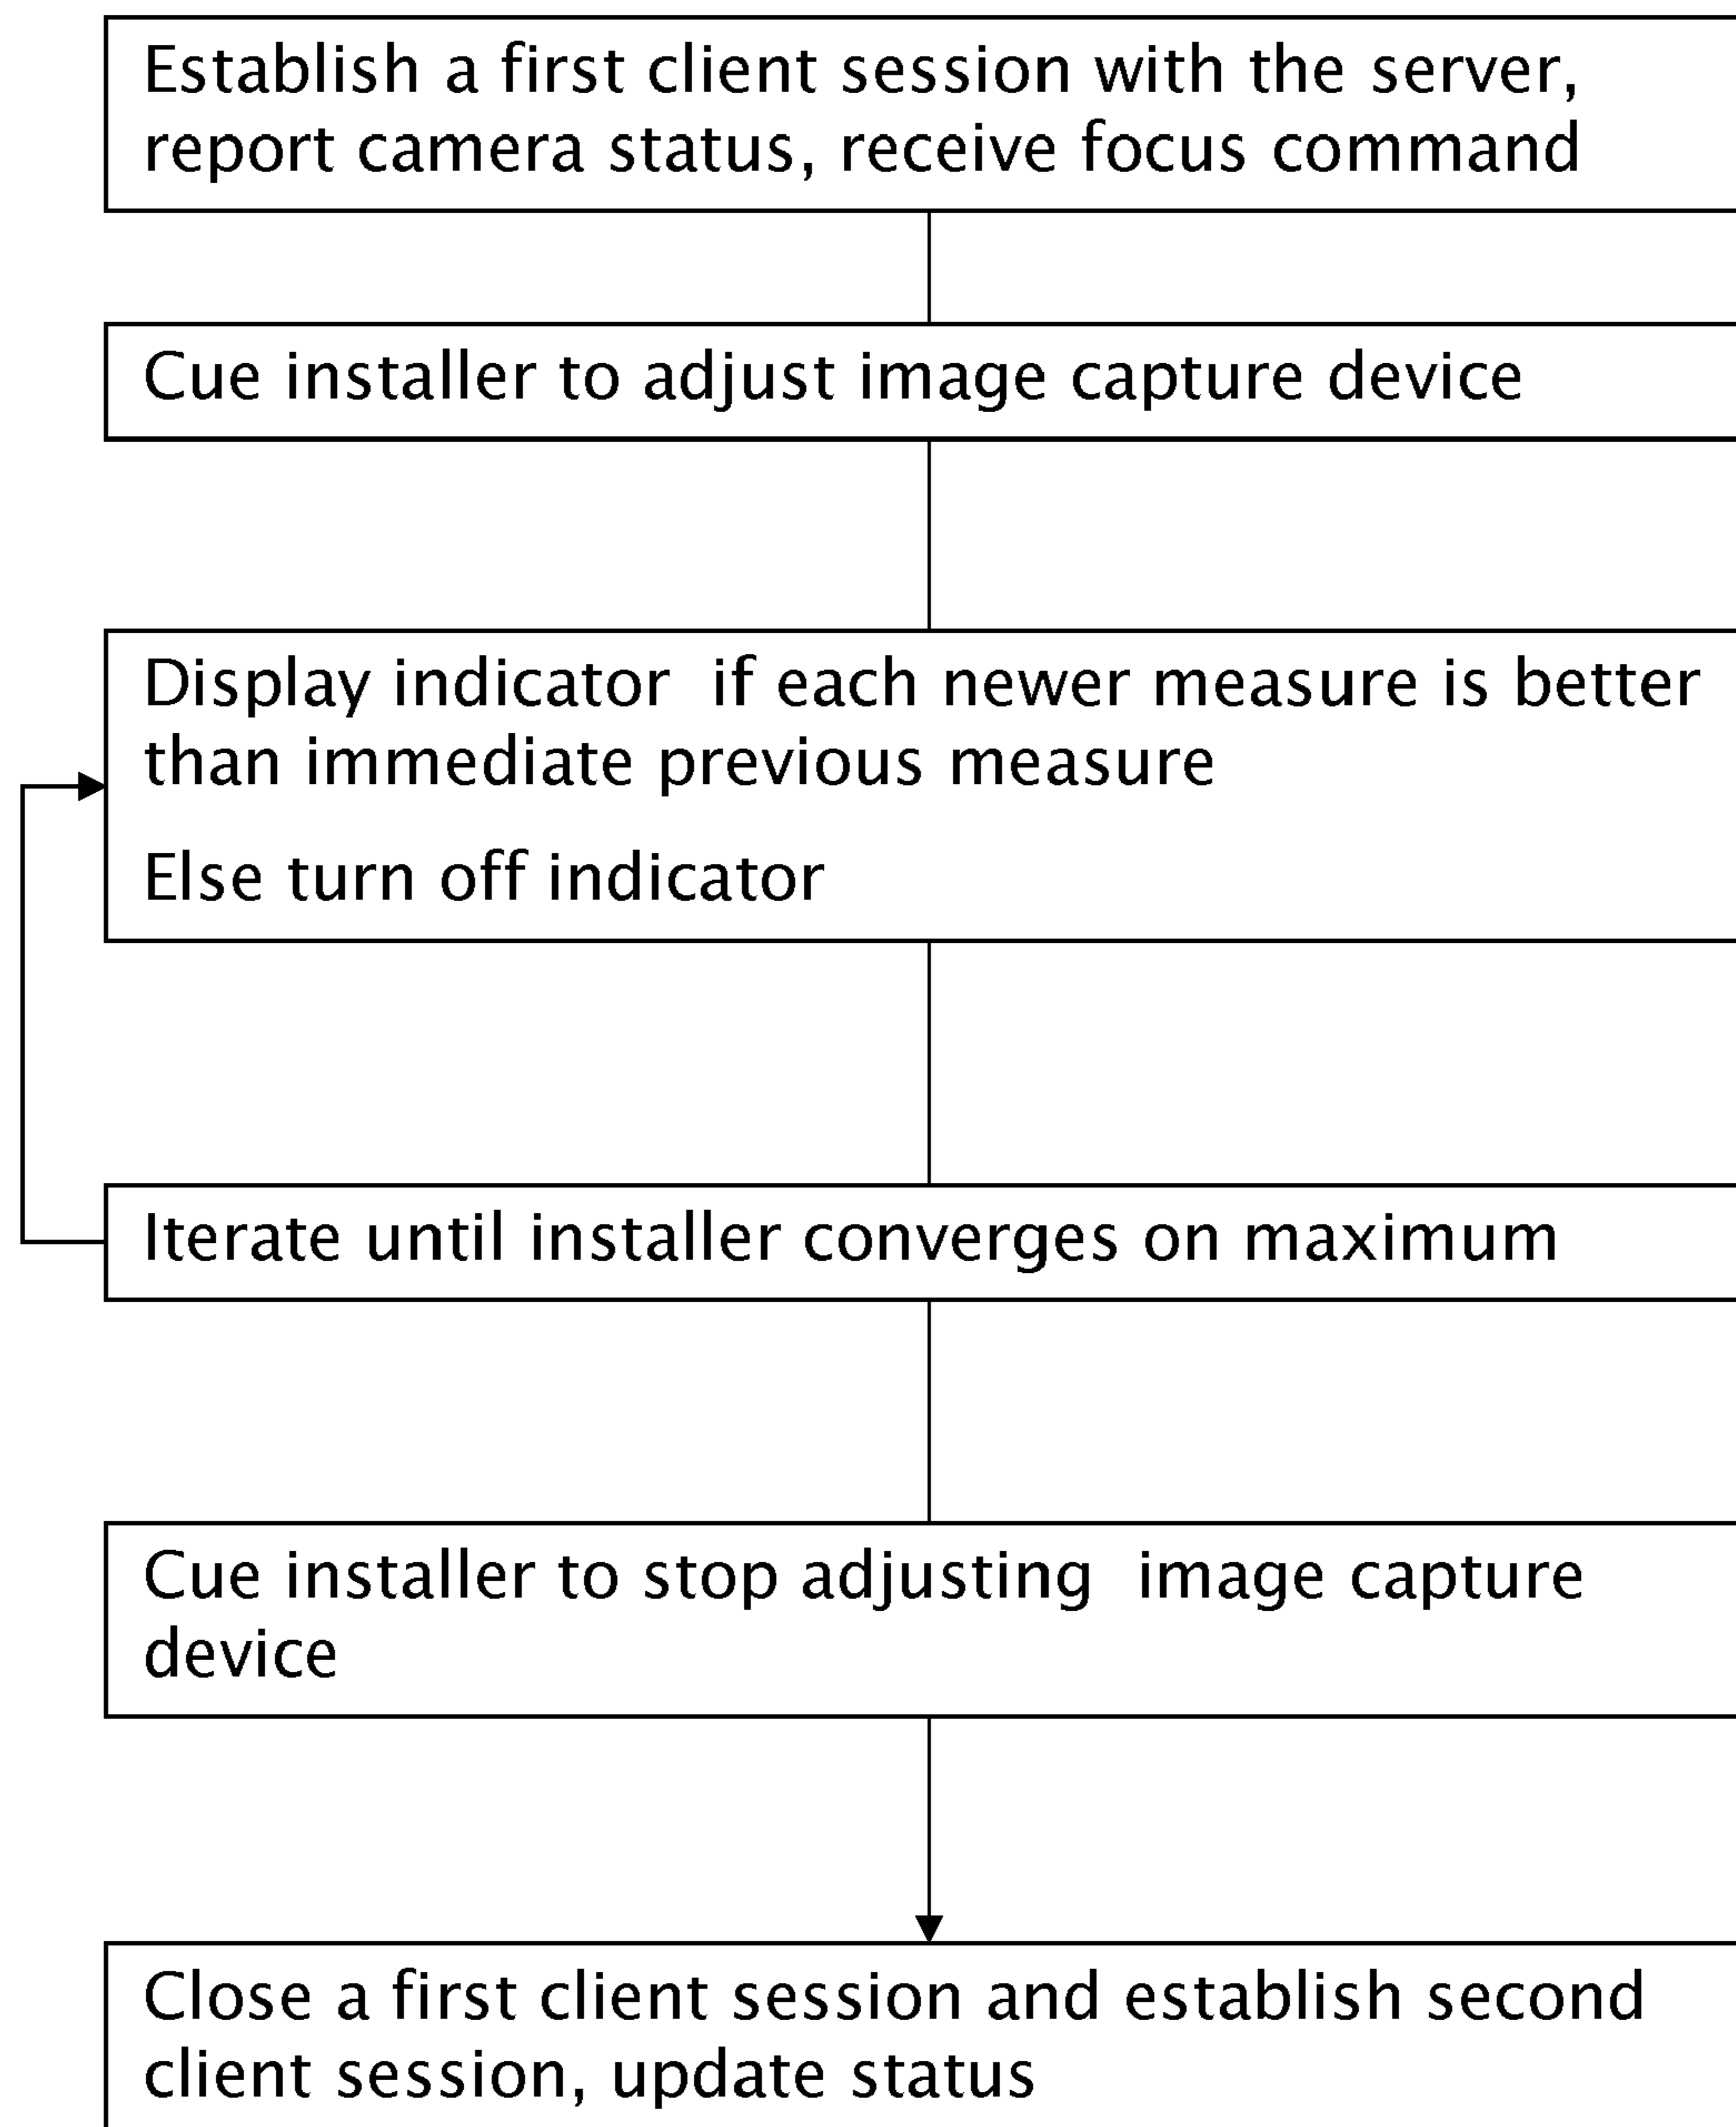 Establish a first client session with the server,
report camera status, receive focus command
Cue installer to adjust image capture device
Display indicator if each newer measure is better
than immediate previous measure
Else turn off indicator
Iterate until installer converges on maximum
Cue installer to stop adjusting image capture
device
Close a first client session and establish second
client session, update status